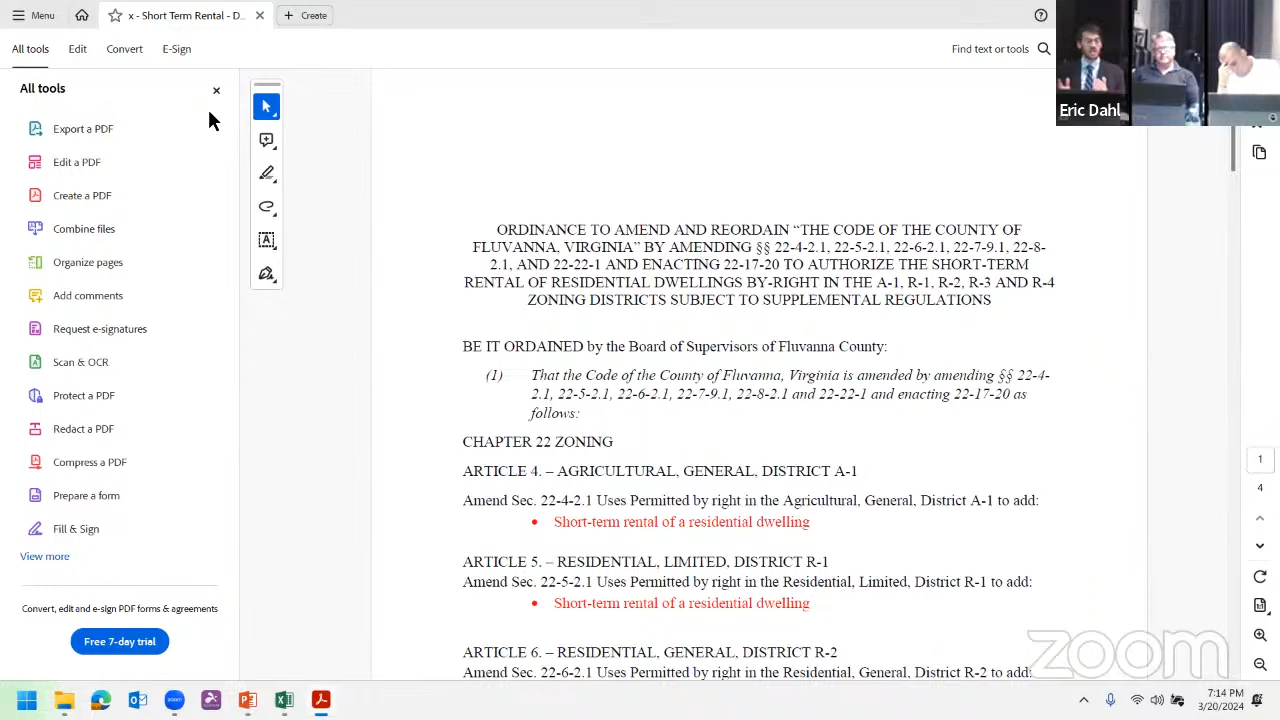 Menu
x - Short Term Rental - D...
Create
All tools
Edit
Convert
E-Sign
Find text or tools
Eric Dahl
All tools
Export a PDF
Edit a PDF
Create a PDF
Combine files
Organize pages
Add comments
Request e-signatures
Scan & OCR
Protect a PDF
Redact a PDF
Compress a PDF
Prepare a form
Fill & Sign
View more
Convert, edit and e-sign PDF forms & agreements
Free 7-day trial
ORDINANCE TO AMEND AND REORDAIN “THE CODE OF THE COUNTY OF
FLUVANNA, VIRGINIA” BY AMENDING §§ 22-4-2.1, 22-5-2.1, 22-6-2.1, 22-7-9.1, 22-8-
2.1, AND 22-22-1 AND ENACTING 22-17-20 TO AUTHORIZE THE SHORT-TERM
RENTAL OF RESIDENTIAL DWELLINGS BY-RIGHT IN THE A-1, R-1, R-2, R-3 AND R-4
ZONING DISTRICTS SUBJECT TO SUPPLEMENTAL REGULATIONS
BE IT ORDAINED by the Board of Supervisors of Fluvanna County:
(1) That the Code of the County of Fluvanna, Virginia is amended by amending §§ 22-4-
2.1, 22-5-2.1, 22-6-2.1, 22-7-9.1, 22-8-2.1 and 22-22-1 and enacting 22-17-20 as
follows:
CHAPTER 22 ZONING
ARTICLE 4. – AGRICULTURAL, GENERAL, DISTRICT A-1
Amend Sec. 22-4-2.1 Uses Permitted by right in the Agricultural, General, District A-1 to add:
• Short-term rental of a residential dwelling
ARTICLE 5. – RESIDENTIAL, LIMITED, DISTRICT R-1
Amend Sec. 22-5-2.1 Uses Permitted by right in the Residential, Limited, District R-1 to add:
• Short-term rental of a residential dwelling
ARTICLE 6. – RESIDENTIAL, GENERAL, DISTRICT R-2
Amend Sec. 22-6-2.1 Uses Permitted by right in the Residential, General, District R-2 to add:
1
4
zoom
7:14 PM
3/20/2024